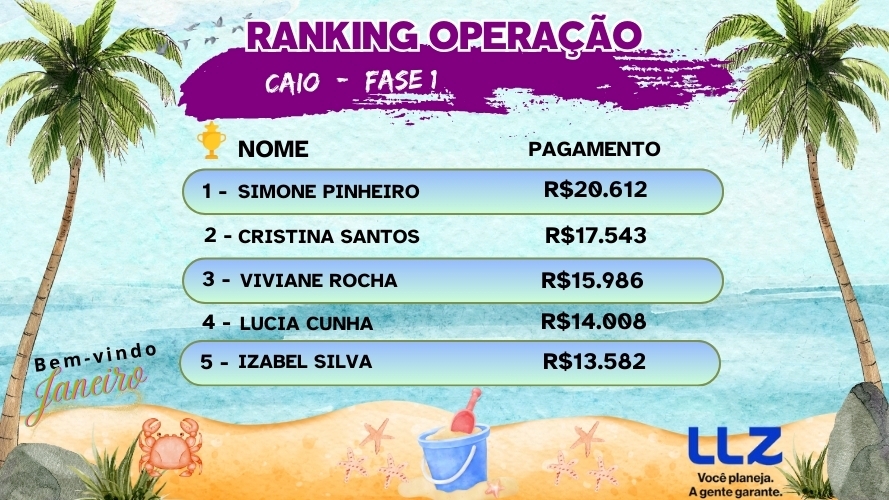 RANKING OPERAÇÃO
CAIO - FASE 1
NOME PAGAMENTO
1 - SIMONE PINHEIRO R$20.612
2 - CRISTINA SANTOS R$17.543
3 - VIVIANE ROCHA R$15.986
4 - LUCIA CUNHA R$14.008
5 - IZABEL SILVA R$13.582
Bem-vindo
Janeiro
LLZ
Você planeja.
A gente garante.